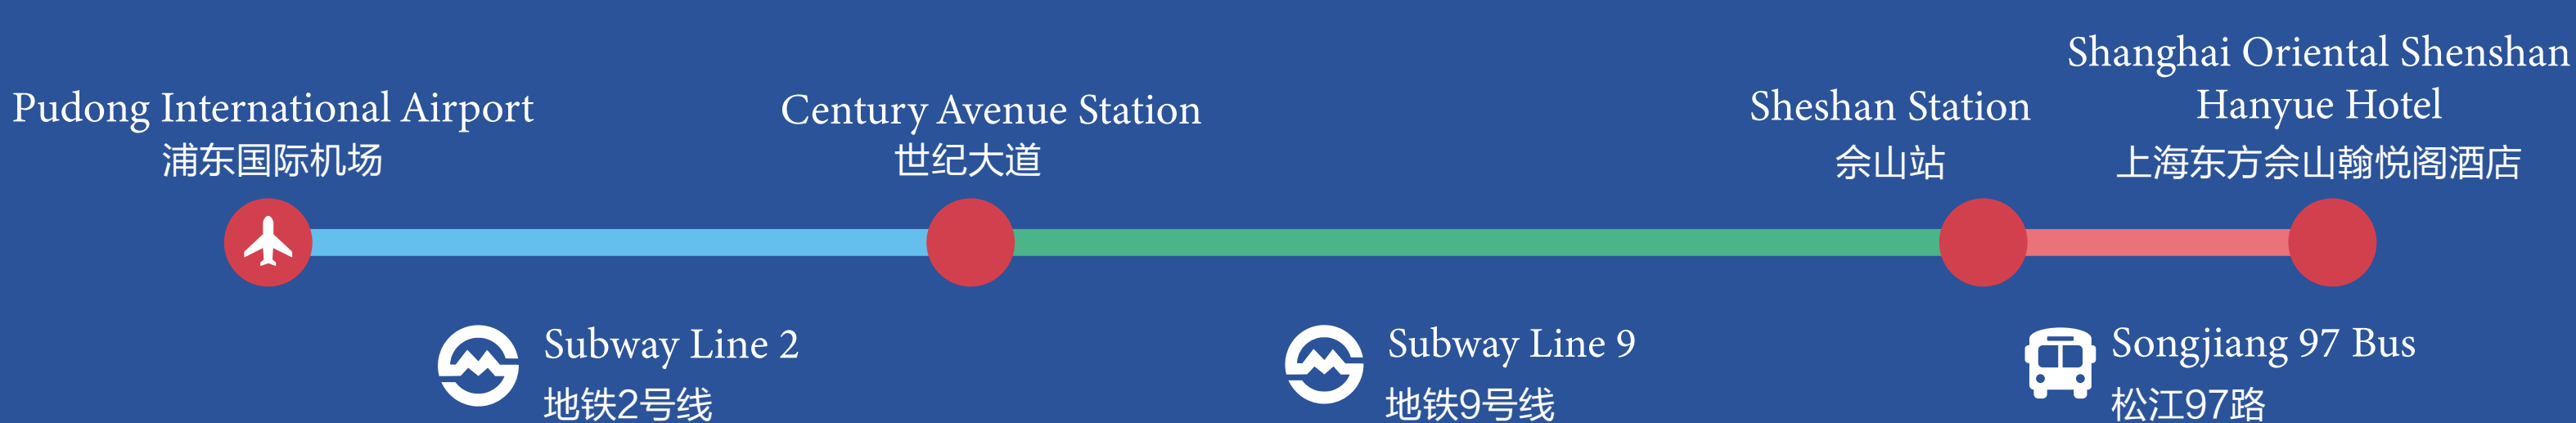 Pudong International Airport
浦东国际机场
Century Avenue Station
世纪大道
Sheshan Station
佘山站
Shanghai Oriental Shenshan
Hanyue Hotel
上海东方佘山翰悦阁酒店
Subway Line 2
地铁2号线
Subway Line 9
地铁9号线
Songjiang 97 Bus
松江97路